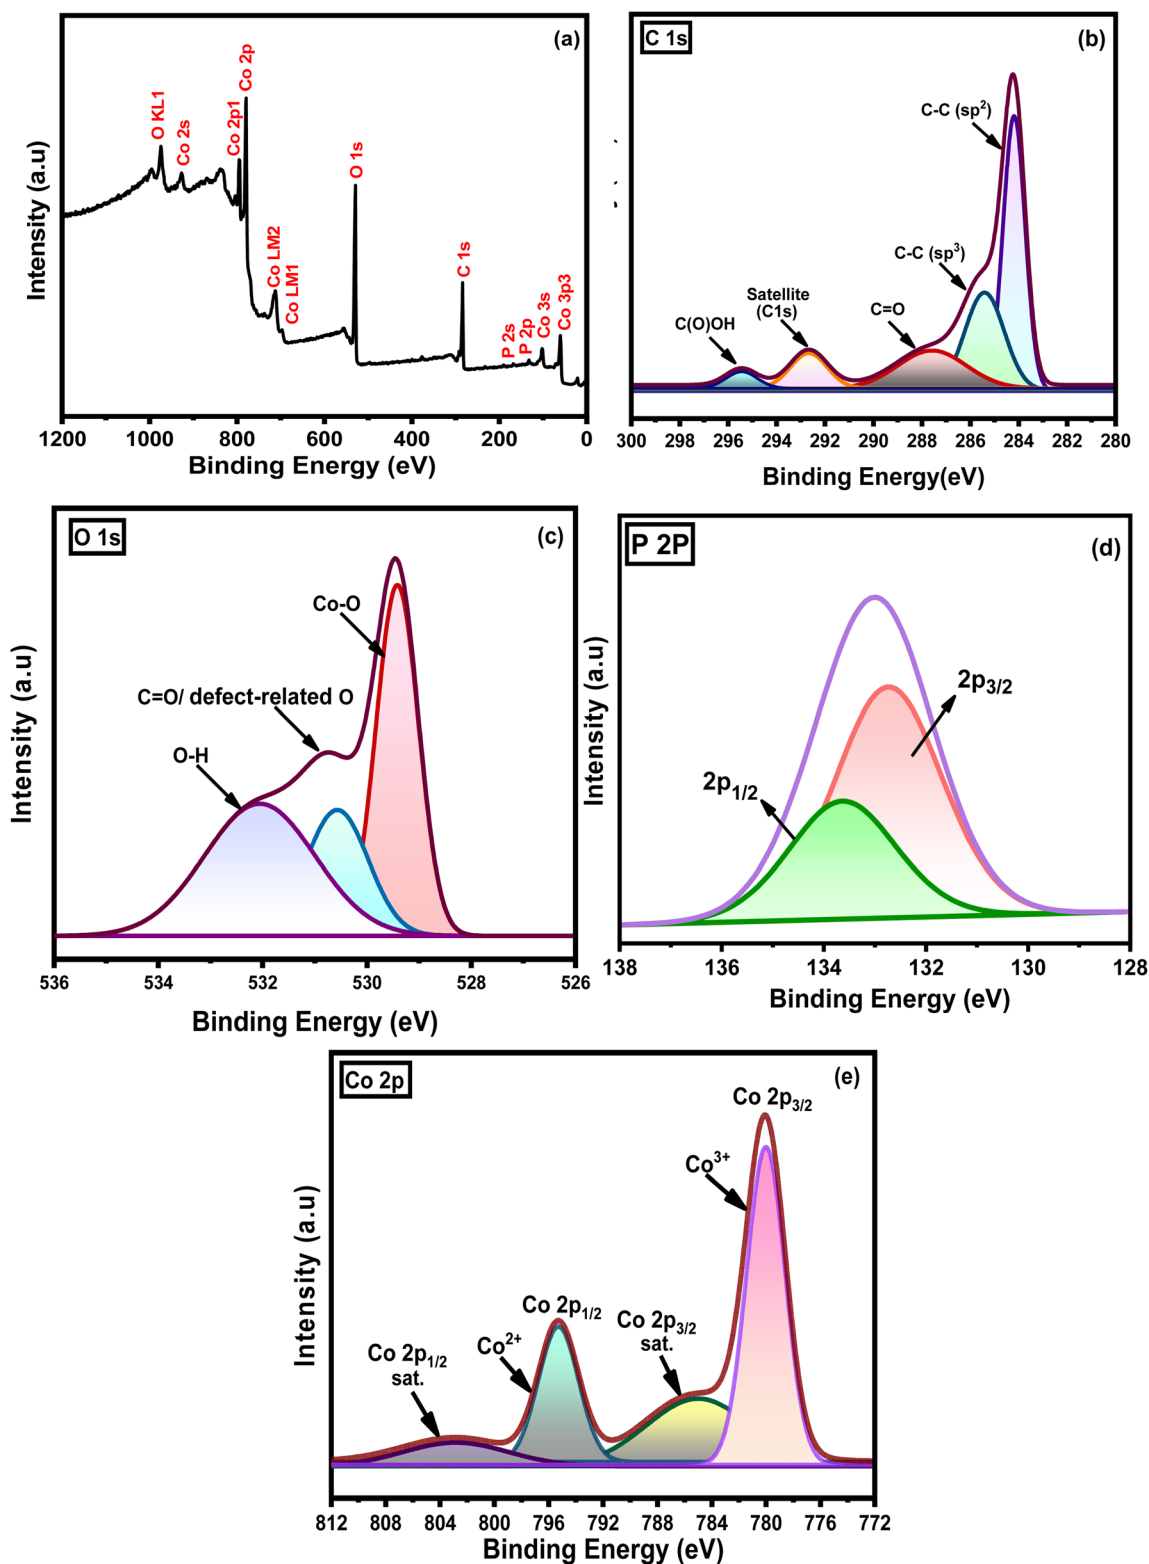 (a)
O KL1
Co 2s
Co 2p1
Co 2p
Co LM2
Co LM1
O 1s
C 1s
P 2s
P 2p
Co 3s
Co 3p3
Intensity (a.u)
1200 1000 800 600 400 200 0
Binding Energy (eV)
C 1s
(b)
C-C (sp²)
C-C (sp³)
C=O
Satellite
(C1s)
C(O)OH
300 298 296 294 292 290 288 286 284 282 280
Binding Energy(eV)
O 1s
(c)
Co-O
C=O/ defect-related O
O-H
Intensity (a.u)
536 534 532 530 528 526
Binding Energy (eV)
P 2P
(d)
2p3/2
2p1/2
Intensity (a.u)
138 136 134 132 130 128
Binding Energy (eV)
Co 2p
(e)
Co 2p3/2
Co³⁺
Co 2p1/2
Co 2p3/2
sat.
Co²⁺
Co 2p1/2
sat.
Intensity (a.u)
812 808 804 800 796 792 788 784 780 776 772
Binding Energy (eV)